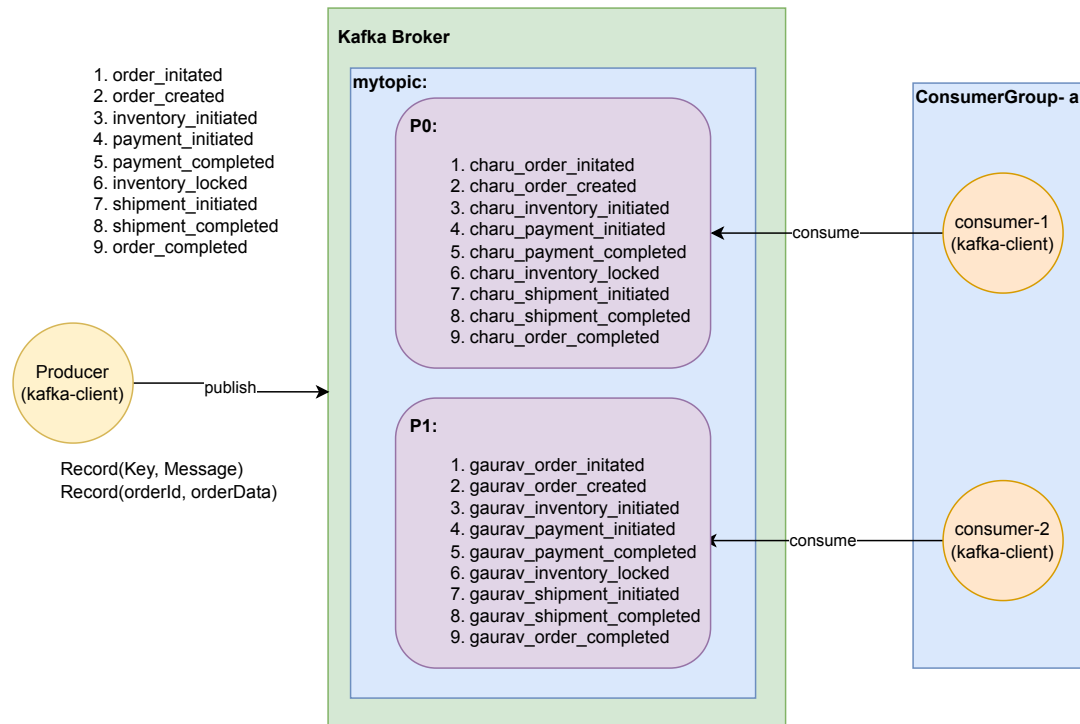 1. order_initated
2. order_created
3. inventory_initiated
4. payment_initiated
5. payment_completed
6. inventory_locked
7. shipment_initiated
8. shipment_completed
9. order_completed
Producer
(kafka-client)
publish
Record(Key, Message)
Record(orderId, orderData)
Kafka Broker
mytopic:
P0:
1. charu_order_initated
2. charu_order_created
3. charu_inventory_initiated
4. charu_payment_initiated
5. charu_payment_completed
6. charu_inventory_locked
7. charu_shipment_initiated
8. charu_shipment_completed
9. charu_order_completed
P1:
1. gaurav_order_initated
2. gaurav_order_created
3. gaurav_inventory_initiated
4. gaurav_payment_initiated
5. gaurav_payment_completed
6. gaurav_inventory_locked
7. gaurav_shipment_initiated
8. gaurav_shipment_completed
9. gaurav_order_completed
consume
consume
ConsumerGroup- a
consumer-1
(kafka-client)
consumer-2
(kafka-client)